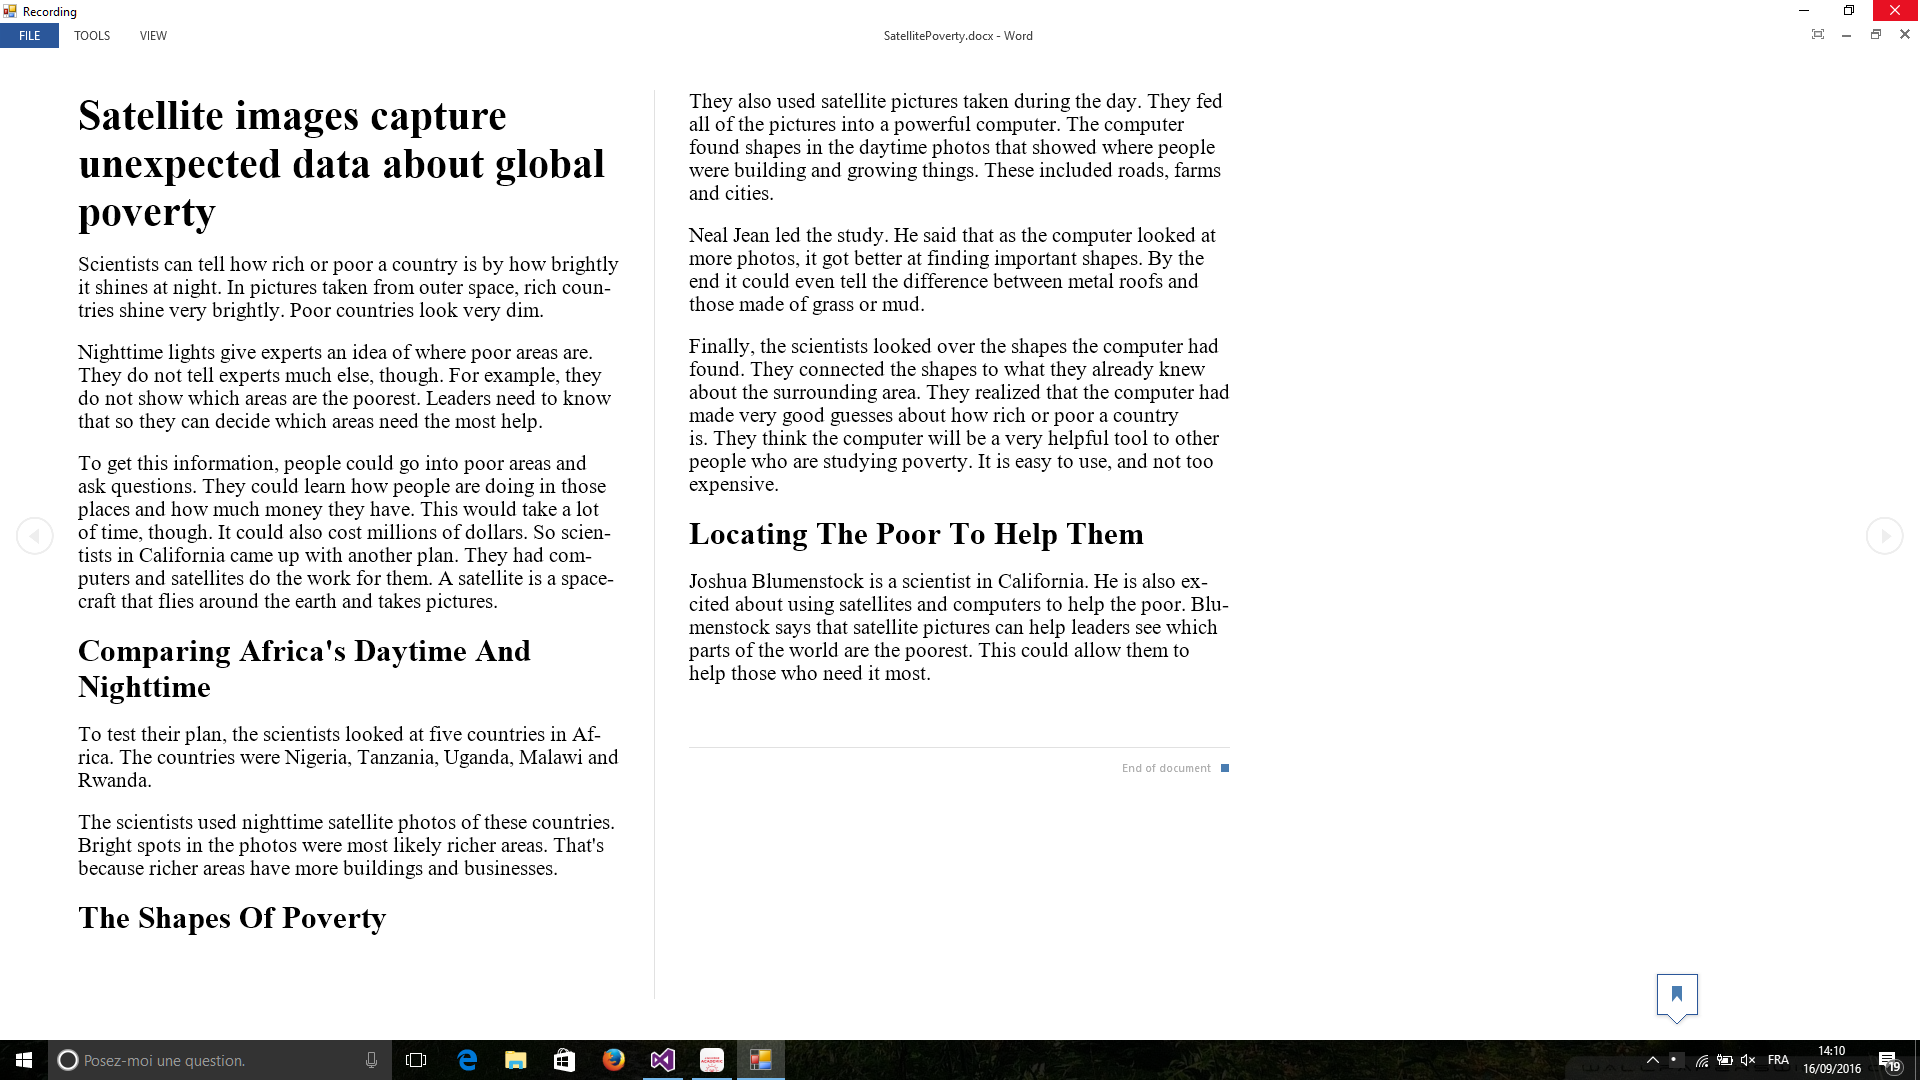 Recording
FILE TOOLS VIEW SatellitePoverty.docx - Word
Satellite images capture
unexpected data about global
poverty
Scientists can tell how rich or poor a country is by how brightly
it shines at night. In pictures taken from outer space, rich coun-
tries shine very brightly. Poor countries look very dim.
Nighttime lights give experts an idea of where poor areas are.
They do not tell experts much else, though. For example, they
do not show which areas are the poorest. Leaders need to know
that so they can decide which areas need the most help.
To get this information, people could go into poor areas and
ask questions. They could learn how people are doing in those
places and how much money they have. This would take a lot
of time, though. It could also cost millions of dollars. So scien-
tists in California came up with another plan. They had com-
puters and satellites do the work for them. A satellite is a space-
craft that flies around the earth and takes pictures.
Comparing Africa's Daytime And
Nighttime
To test their plan, the scientists looked at five countries in Af-
rica. The countries were Nigeria, Tanzania, Uganda, Malawi and
Rwanda.
The scientists used nighttime satellite photos of these countries.
Bright spots in the photos were most likely richer areas. That's
because richer areas have more buildings and businesses.
The Shapes Of Poverty
They also used satellite pictures taken during the day. They fed
all of the pictures into a powerful computer. The computer
found shapes in the daytime photos that showed where people
were building and growing things. These included roads, farms
and cities.
Neal Jean led the study. He said that as the computer looked at
more photos, it got better at finding important shapes. By the
end it could even tell the difference between metal roofs and
those made of grass or mud.
Finally, the scientists looked over the shapes the computer had
found. They connected the shapes to what they already knew
about the surrounding area. They realized that the computer had
made very good guesses about how rich or poor a country
is. They think the computer will be a very helpful tool to other
people who are studying poverty. It is easy to use, and not too
expensive.
Locating The Poor To Help Them
Joshua Blumenstock is a scientist in California. He is also ex-
cited about using satellites and computers to help the poor. Blu-
menstock says that satellite pictures can help leaders see which
parts of the world are the poorest. This could allow them to
help those who need it most.
End of document
Posez-moi une question.
FRA
14:10
16/09/2016
19